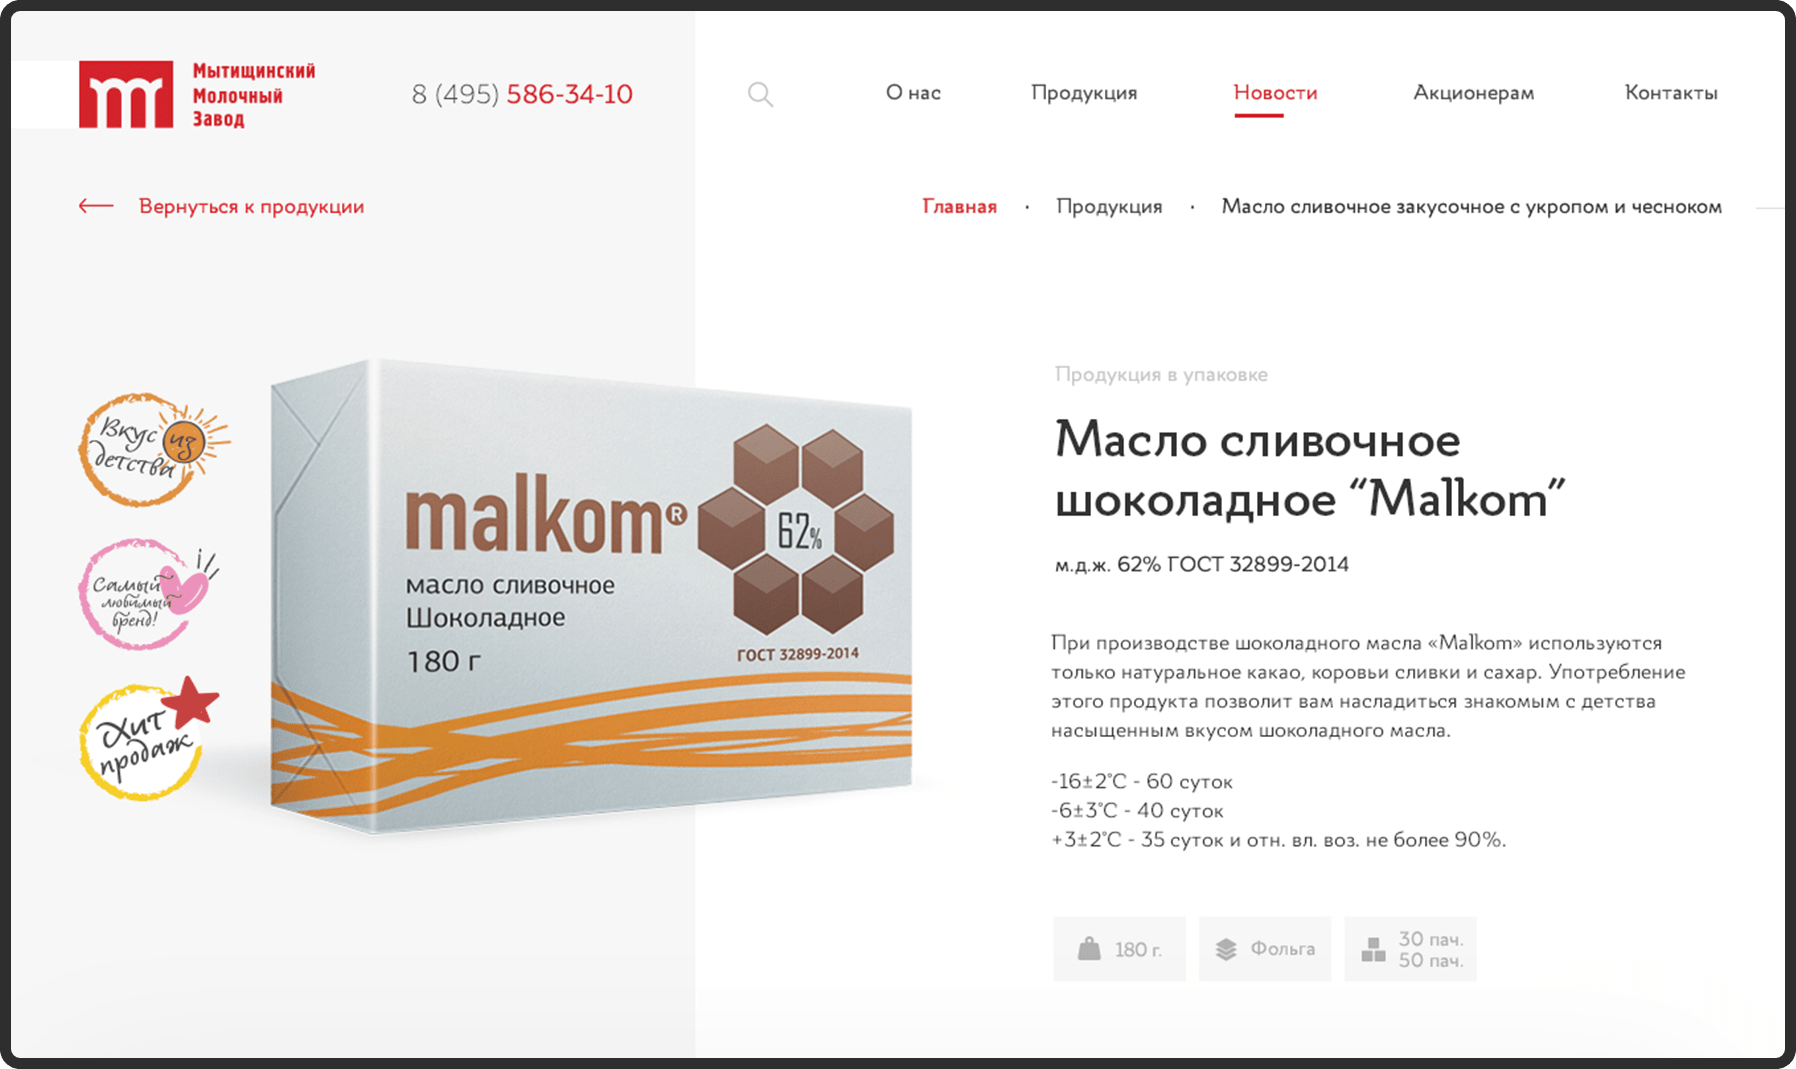 Мытищинский
Молочный
Завод
8 (495) 586-34-10
О нас
Продукция
Новости
Акционерам
Контакты
Вернуться к продукции
Главная · Продукция · Масло сливочное закусочное с укропом и чесноком
Вкус из
детства
Самый
любимый
бренд!
Хит
продаж
malkom®
62%
масло сливочное
Шоколадное
180 г
ГОСТ 32899-2014
Продукция в упаковке
Масло сливочное
шоколадное “Malkom”
м.д.ж. 62% ГОСТ 32899-2014
При производстве шоколадного масла «Malkom» используются
только натуральное какао, коровьи сливки и сахар. Употребление
этого продукта позволит вам насладиться знакомым с детства
насыщенным вкусом шоколадного масла.
-16±2°С - 60 суток
-6±3°С - 40 суток
+3±2°С - 35 суток и отн. вл. воз. не более 90%.
180 г.
Фольга
30 пач.
50 пач.